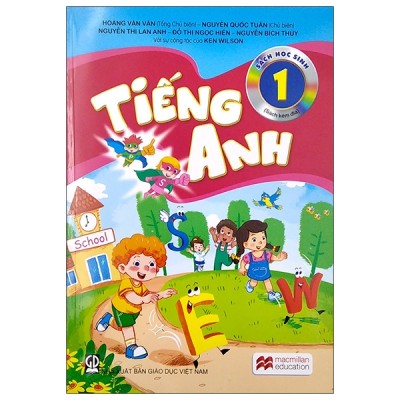 HOÀNG VĂN VÂN (Tổng Chủ biên) – NGUYỄN QUỐC TUẤN (Chủ biên)
NGUYỄN THỊ LAN ANH – ĐỖ THỊ NGỌC HIỀN – NGUYỄN BÍCH THỦY
Với sự cộng tác của KEN WILSON
SÁCH HỌC SINH
1
(Sách kèm đĩa)
TIẾNG
ANH
School
S
E
W
XUẤT BẢN GIÁO DỤC VIỆT NAM
macmillan
education